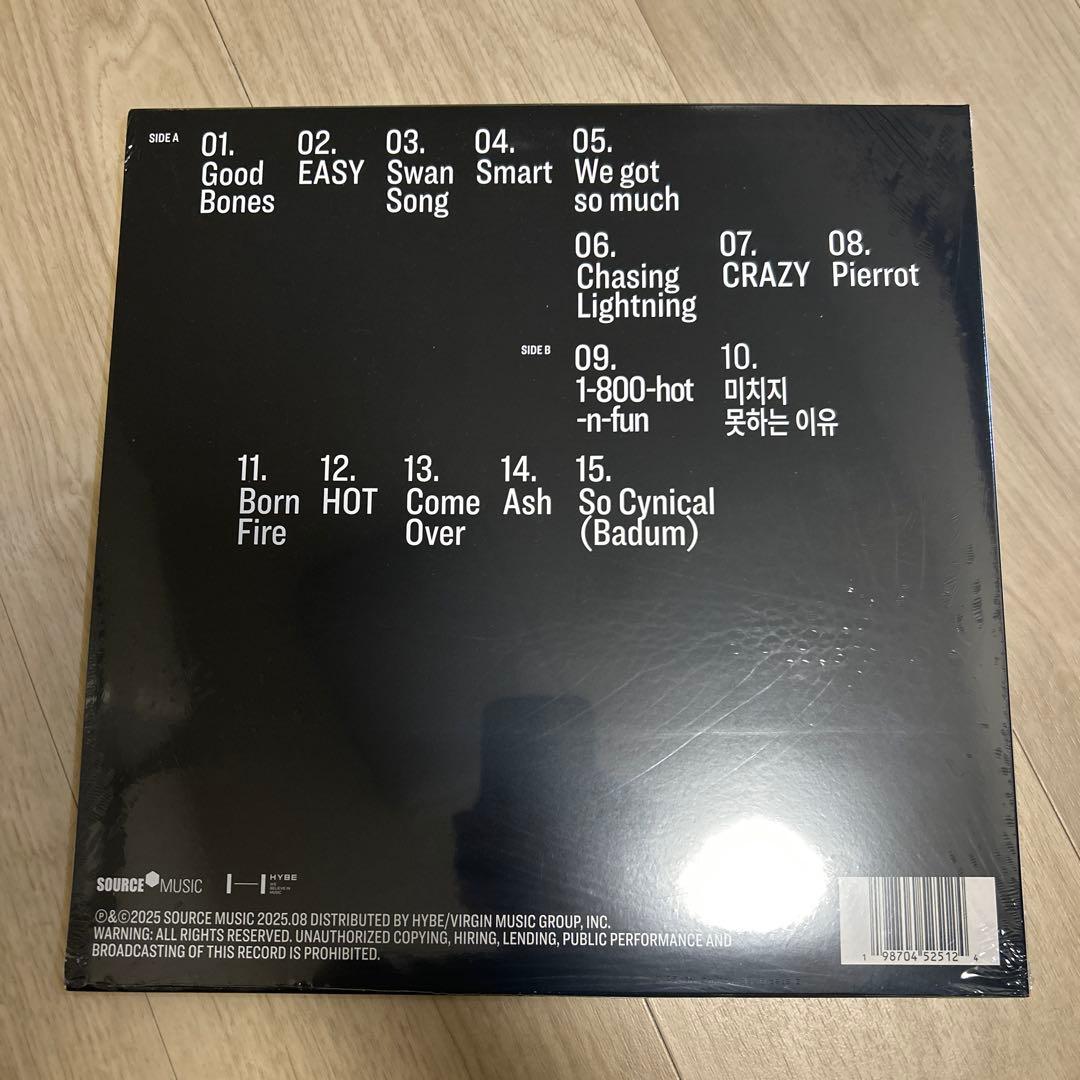 SIDE A
01.
Good
Bones
02.
EASY
03.
Swan
Song
04.
Smart
05.
We got
so much
06.
Chasing
Lightning
07.
CRAZY
08.
Pierrot
SIDE B
09.
1-800-hot
-n-fun
10.
미치지
못하는 이유
11.
Born
Fire
12.
HOT
13.
Come
Over
14.
Ash
15.
So Cynical
(Badum)
SOURCE MUSIC
HYBE
WE
BELIEVE IN
MUSIC
℗&©2025 SOURCE MUSIC 2025.08 DISTRIBUTED BY HYBE/VIRGIN MUSIC GROUP, INC.
WARNING: ALL RIGHTS RESERVED. UNAUTHORIZED COPYING, HIRING, LENDING, PUBLIC PERFORMANCE AND
BROADCASTING OF THIS RECORD IS PROHIBITED.
1 98704 52512 4